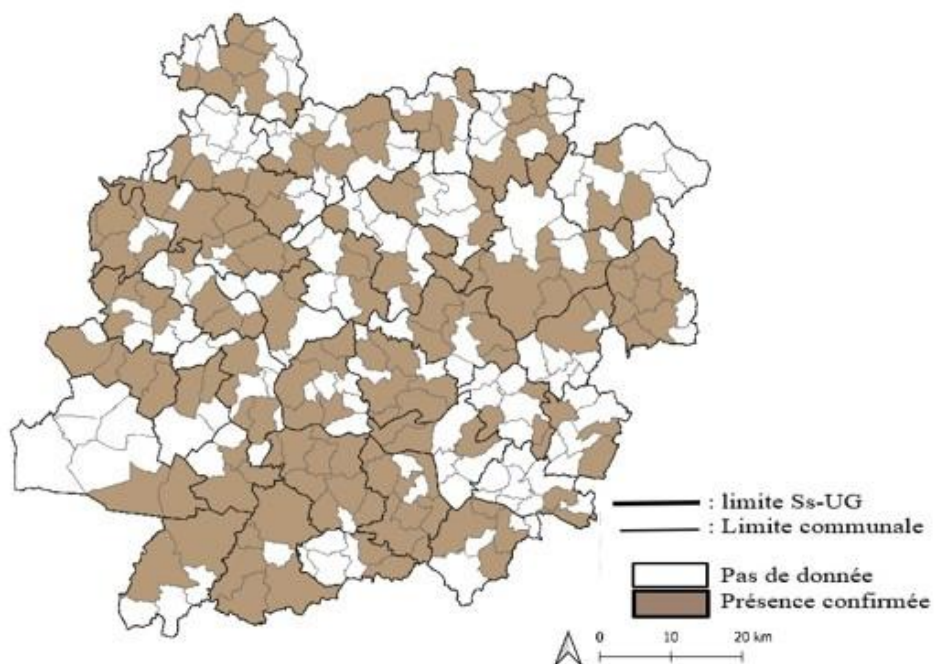 : limite Ss-UG
: Limite communale
Pas de donnée
Présence confirmée
0 10 20 km